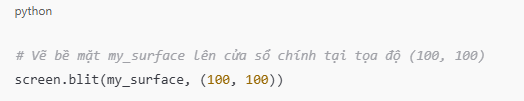 python
# Vẽ bề mặt my_surface lên cửa sổ chính tại tọa độ (100, 100)
screen.blit(my_surface, (100, 100))